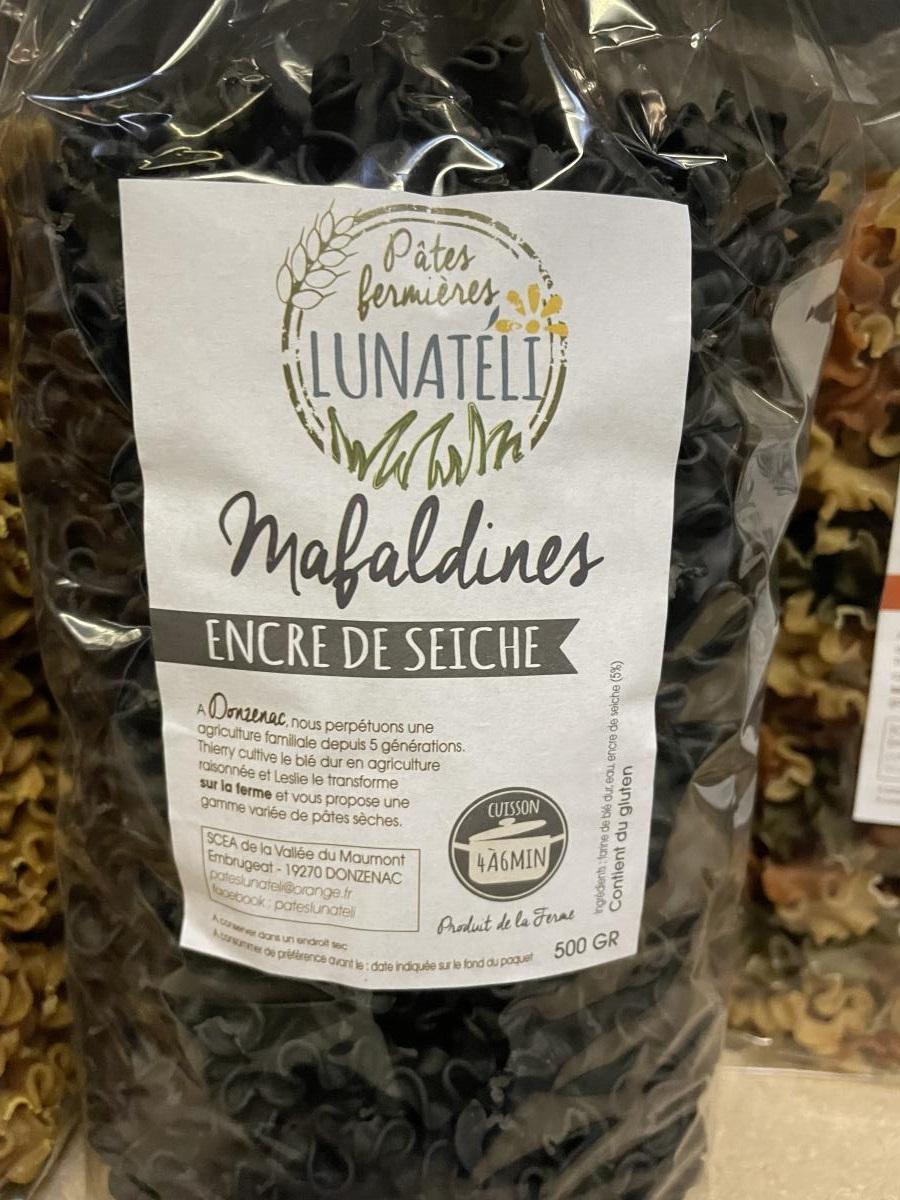 Pâtes
fermières
LUNATÉLI
Mafaldines
ENCRE DE SEICHE
A Donzenac, nous perpétuons une
agriculture familiale depuis 5 générations.
Thierry cultive le blé dur en agriculture
raisonnée et Leslie le transforme
sur la ferme et vous propose une
gamme variée de pâtes sèches.
SCEA de la Vallée du Maumont
Embrugeat - 19270 DONZENAC
pateslunateli@orange.fr
facebook : pateslunateli
A conserver dans un endroit sec
A consommer de préférence avant le : date indiquée sur le fond du paquet
CUISSON
4À6MIN
Produit de la Ferme
500 GR
Ingrédients : farine de blé dur, eau, encre de seiche (5%)
Contient du gluten